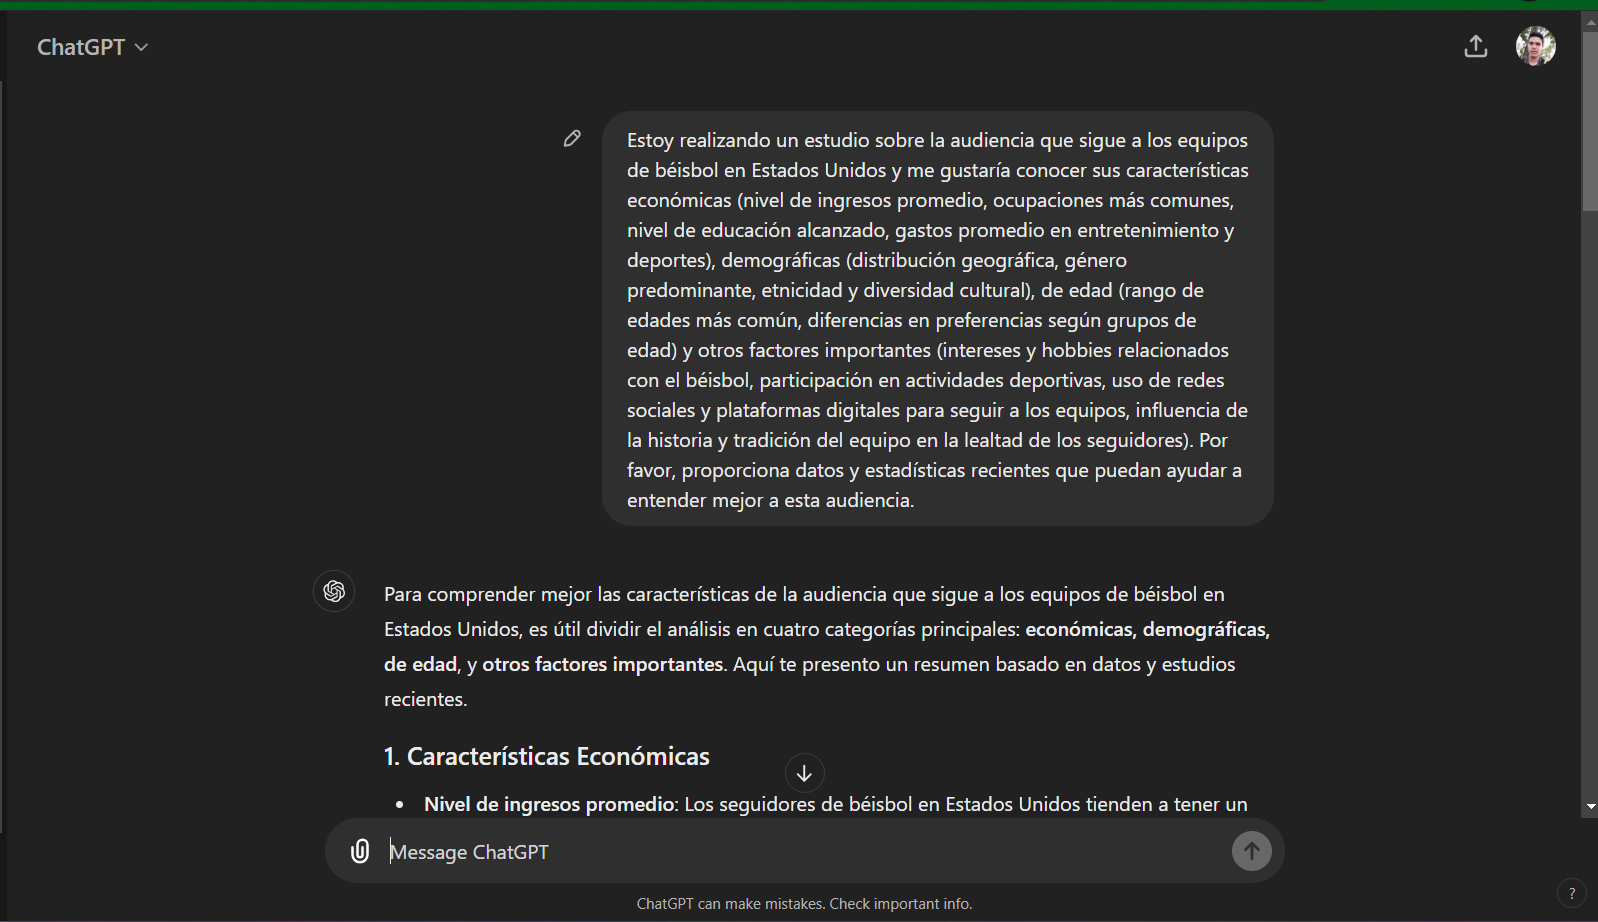 ChatGPT
Estoy realizando un estudio sobre la audiencia que sigue a los equipos
de béisbol en Estados Unidos y me gustaría conocer sus características
económicas (nivel de ingresos promedio, ocupaciones más comunes,
nivel de educación alcanzado, gastos promedio en entretenimiento y
deportes), demográficas (distribución geográfica, género
predominante, etnicidad y diversidad cultural), de edad (rango de
edades más común, diferencias en preferencias según grupos de
edad) y otros factores importantes (intereses y hobbies relacionados
con el béisbol, participación en actividades deportivas, uso de redes
sociales y plataformas digitales para seguir a los equipos, influencia de
la historia y tradición del equipo en la lealtad de los seguidores). Por
favor, proporciona datos y estadísticas recientes que puedan ayudar a
entender mejor a esta audiencia.
Para comprender mejor las características de la audiencia que sigue a los equipos de béisbol en
Estados Unidos, es útil dividir el análisis en cuatro categorías principales: económicas, demográficas,
de edad, y otros factores importantes. Aquí te presento un resumen basado en datos y estudios
recientes.
1. Características Económicas
• Nivel de ingresos promedio: Los seguidores de béisbol en Estados Unidos tienden a tener un
Message ChatGPT
ChatGPT can make mistakes. Check important info.
?